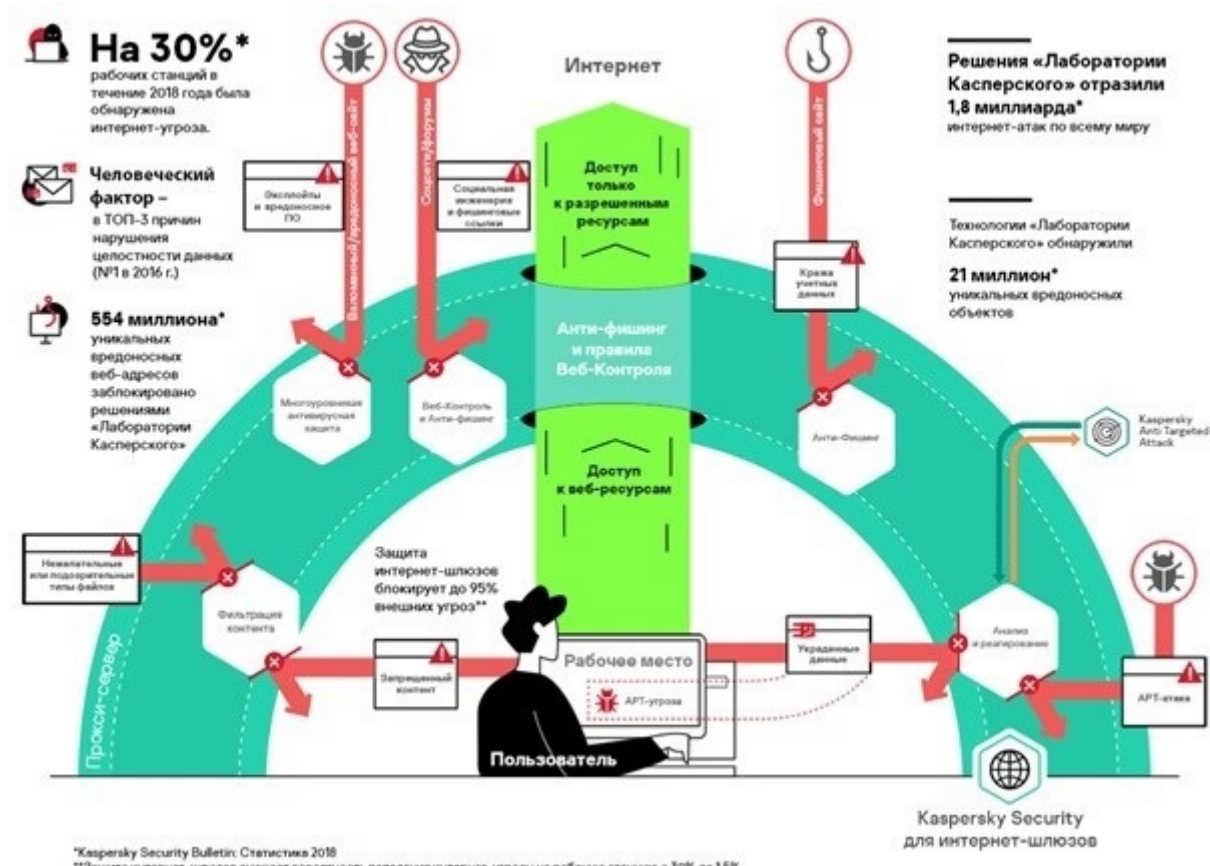 На 30%*
рабочих станций в
течение 2018 года была
обнаружена
интернет-угроза.
Человеческий
фактор –
в ТОП-3 причин
нарушения
целостности данных
(№1 в 2016 г.)
554 миллиона*
уникальных
вредоносных
веб-адресов
заблокировано
решениями
«Лаборатории
Касперского»
Взломанный/вредоносный веб-сайт
Эксплойты
и вредоносное
ПО
Соцсети/форумы
Социальная
инженерия
и фишинговые
ссылки
Интернет
Доступ
только
к разрешенным
ресурсам
Анти-фишинг
и правила
Веб-Контроля
Доступ
к веб-ресурсам
Фишинговый сайт
Кража
учетных
данных
Решения «Лаборатории
Касперского» отразили
1,8 миллиарда*
интернет-атак по всему миру
Технологии «Лаборатории
Касперского» обнаружили
21 миллион*
уникальных вредоносных
объектов
Многоуровневая
антивирусная
защита
Веб-Контроль
и Анти-фишинг
Анти-Фишинг
Kaspersky
Anti Targeted
Attack
Нежелательные
или подозрительные
типы файлов
Фильтрация
контента
Защита
интернет-шлюзов
блокирует до 95%
внешних угроз**
Запрещенный
контент
Рабочее место
APT-угроза
Пользователь
Украденные
данные
Анализ
и реагирование
APT-атака
Прокси-сервер
Kaspersky Security
для интернет-шлюзов
*Kaspersky Security Bulletin: Статистика 2018